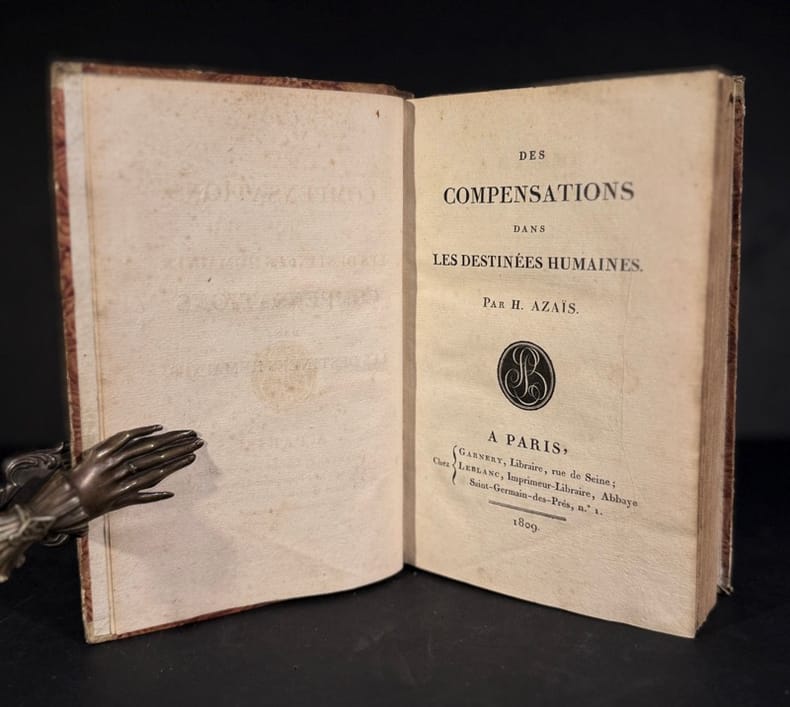 DES
COMPENSATIONS
DANS
LES DESTINÉES HUMAINES.
PAR H. AZAÏS.
A PARIS,
Chez { GARNERY, Libraire, rue de Seine;
LEBLANC, Imprimeur-Libraire, Abbaye
Saint-Germain-des-Prés, n.° 1.
1809.